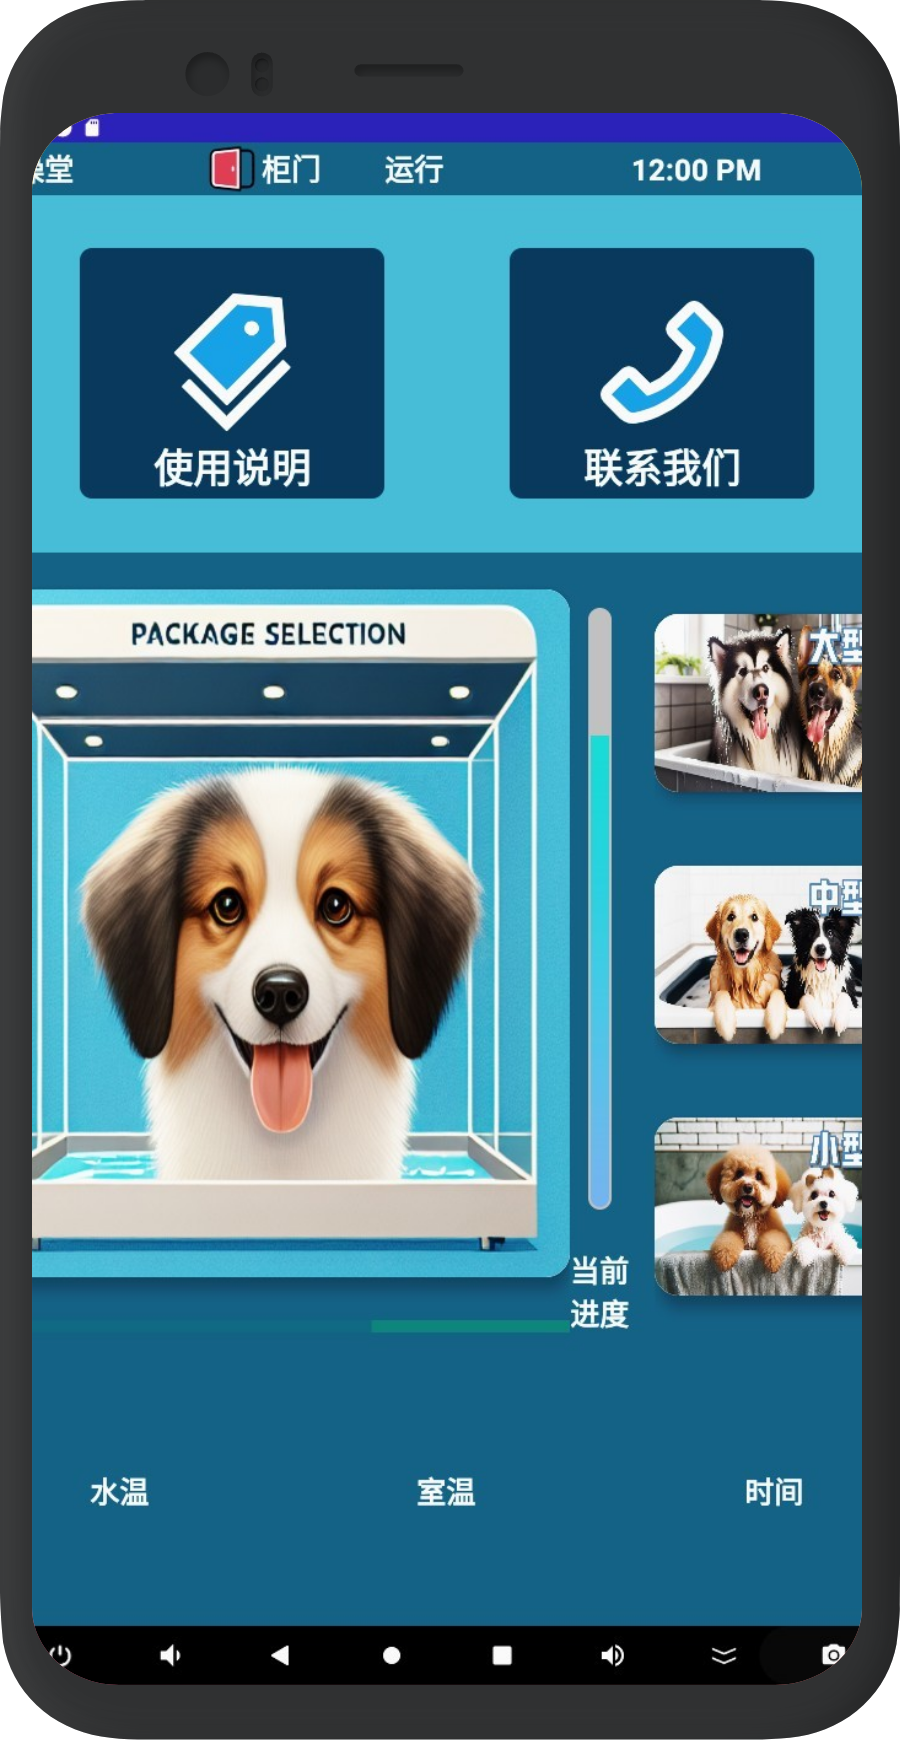 堂
柜门
运行
12:00 PM
使用说明
联系我们
PACKAGE SELECTION
大型
中型
小型
当前
进度
水温
室温
时间